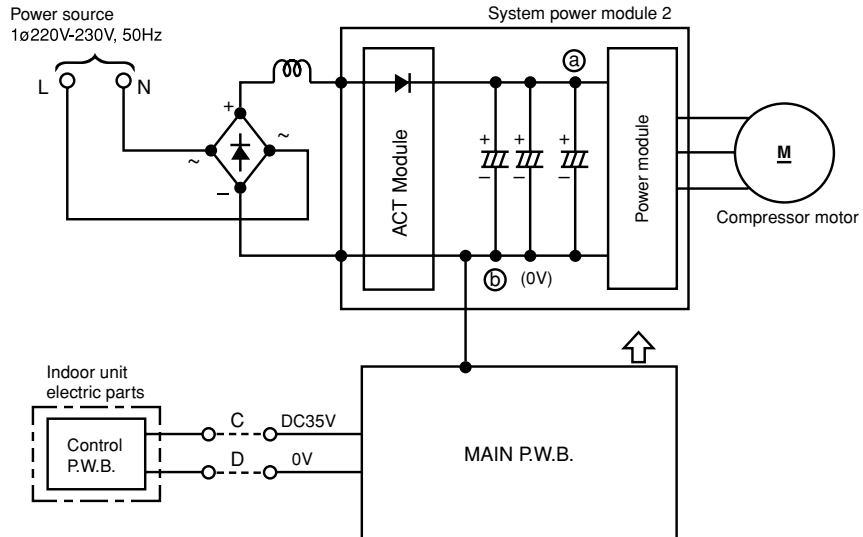 Power source
1ø220V-230V, 50Hz
System power module 2
L
N
+
~
~
−
ACT Module
ⓐ
+
+
+
−
−
−
Power module
M
Compressor motor
ⓑ
(0V)
Indoor unit
electric parts
Control
P.W.B.
C
DC35V
D
0V
MAIN P.W.B.